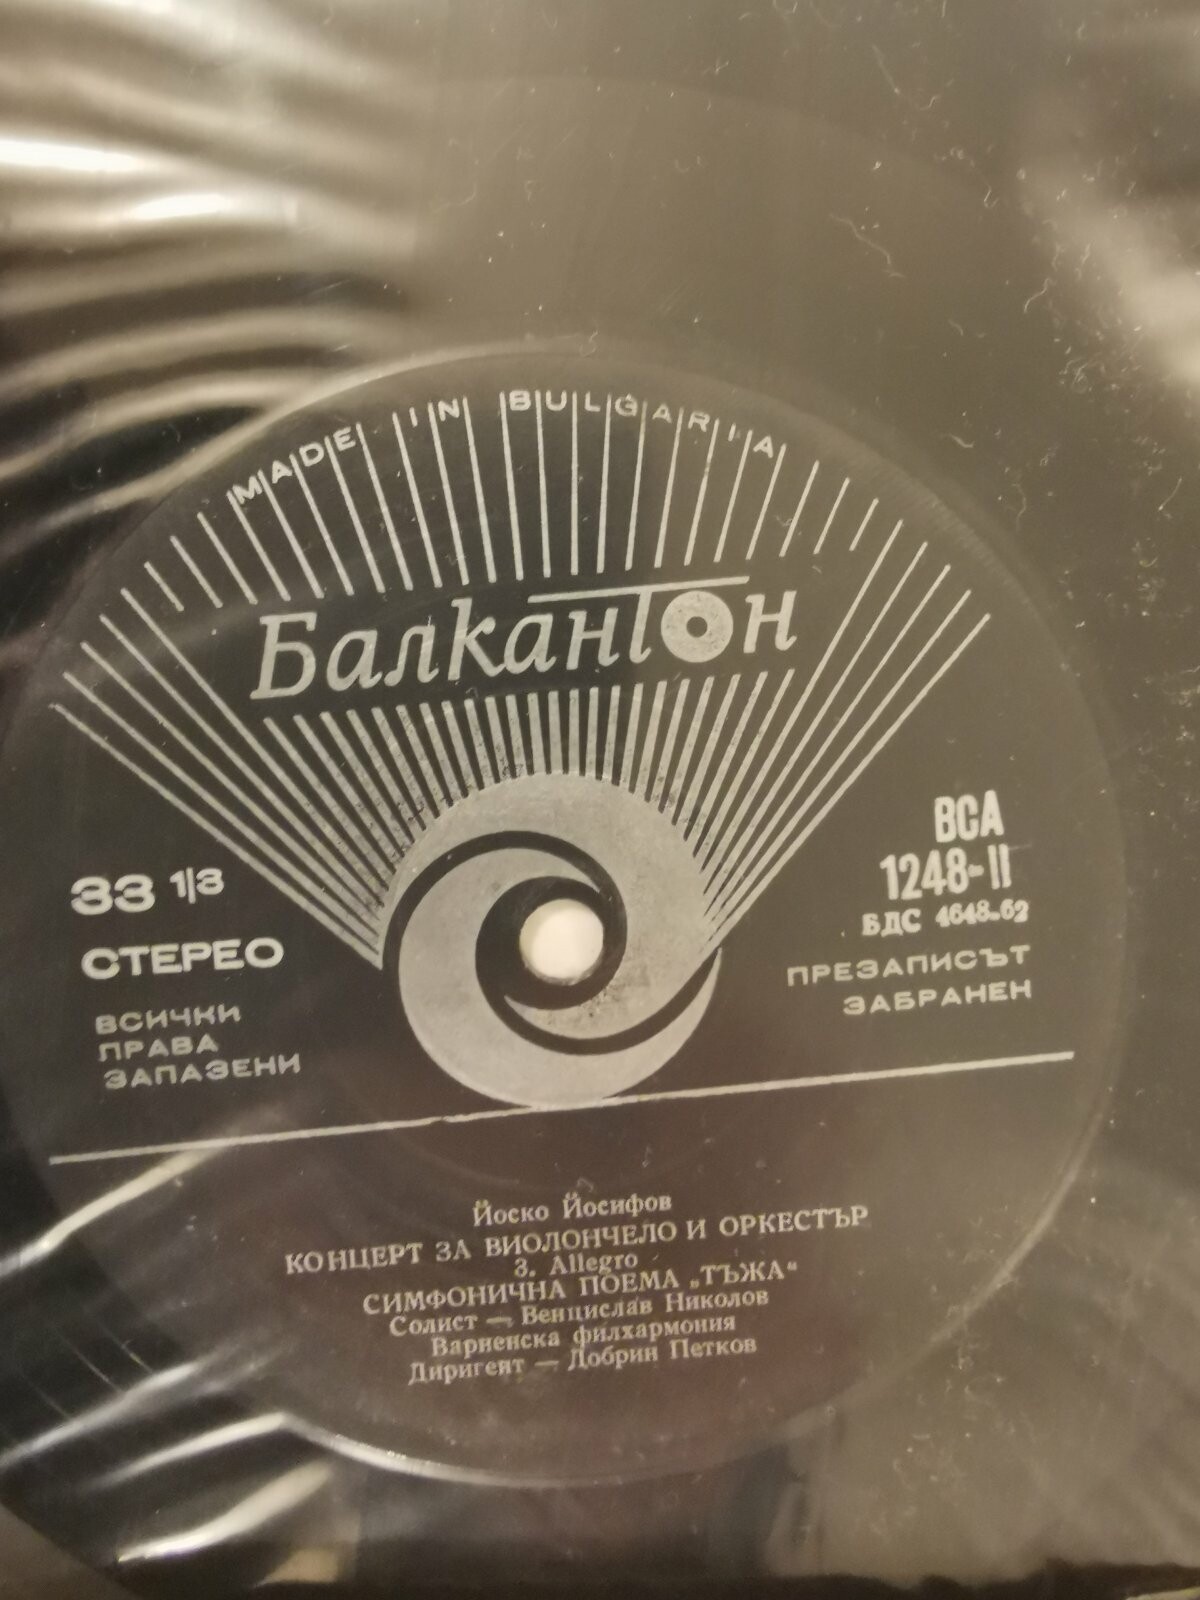 MADE IN BULGARIA
Балкантон
33 1/3
СТЕРЕО
ВСИЧКИ
ПРАВА
ЗАПАЗЕНИ
ВСА
1248-II
БДС 4648-62
ПРЕЗАПИСЪТ
ЗАБРАНЕН
Йоско Йосифов
КОНЦЕРТ ЗА ВИОЛОНЧЕЛО И ОРКЕСТЪР
3. Allegro
СИМФОНИЧНА ПОЕМА „ТЪЖА“
Солист — Венцислав Николов
Варненска филхармония
Диригент — Добрин Петков